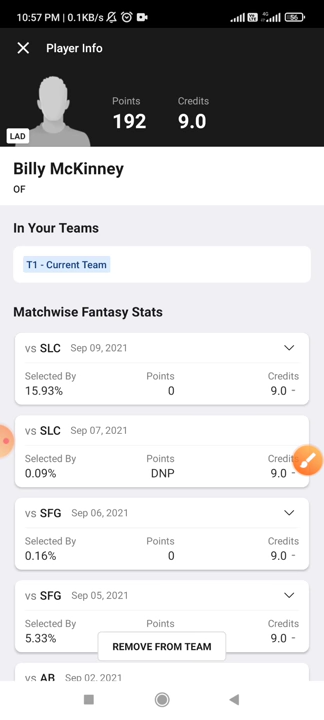 10:57 PM | 0.1KB/s
4G
56
Player Info
Points Credits
192 9.0
LAD
Billy McKinney
OF
In Your Teams
T1 - Current Team
Matchwise Fantasy Stats
vs SLC Sep 09, 2021
Selected By Points Credits
15.93% 0 9.0 -
vs SLC Sep 07, 2021
Selected By Points Credits
0.09% DNP 9.0 -
vs SFG Sep 06, 2021
Selected By Points Credits
0.16% 0 9.0 -
vs SFG Sep 05, 2021
Selected By Points Credits
5.33% 9.0 -
REMOVE FROM TEAM
vs AB Sep 02, 2021